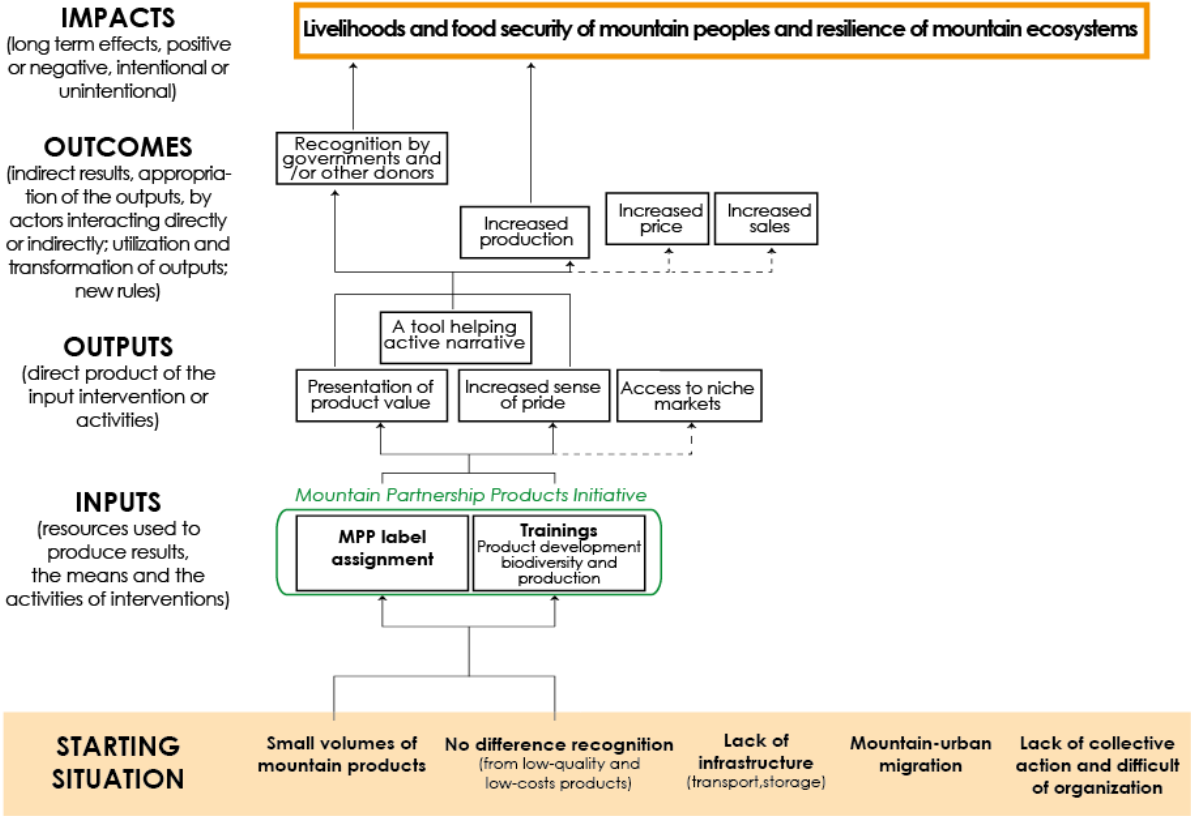 IMPACTS
(long term effects, positive
or negative, intentional or
unintentional)
Livelihoods and food security of mountain peoples and resilience of mountain ecosystems
OUTCOMES
(indirect results, appropria-
tion of the outputs, by
actors interacting directly
or indirectly; utilization and
transformation of outputs;
new rules)
Recognition by
governments and
/or other donors
Increased
production
Increased
price
Increased
sales
OUTPUTS
(direct product of the
input intervention or
activities)
A tool helping
active narrative
Presentation of
product value
Increased sense
of pride
Access to niche
markets
INPUTS
(resources used to
produce results,
the means and the
activities of interventions)
Mountain Partnership Products Initiative
MPP label
assignment
Trainings
Product development
biodiversity and
production
STARTING
SITUATION
Small volumes of
mountain products
No difference recognition
(from low-quality and
low-costs products)
Lack of
infrastructure
(transport,storage)
Mountain-urban
migration
Lack of collective
action and difficult
of organization